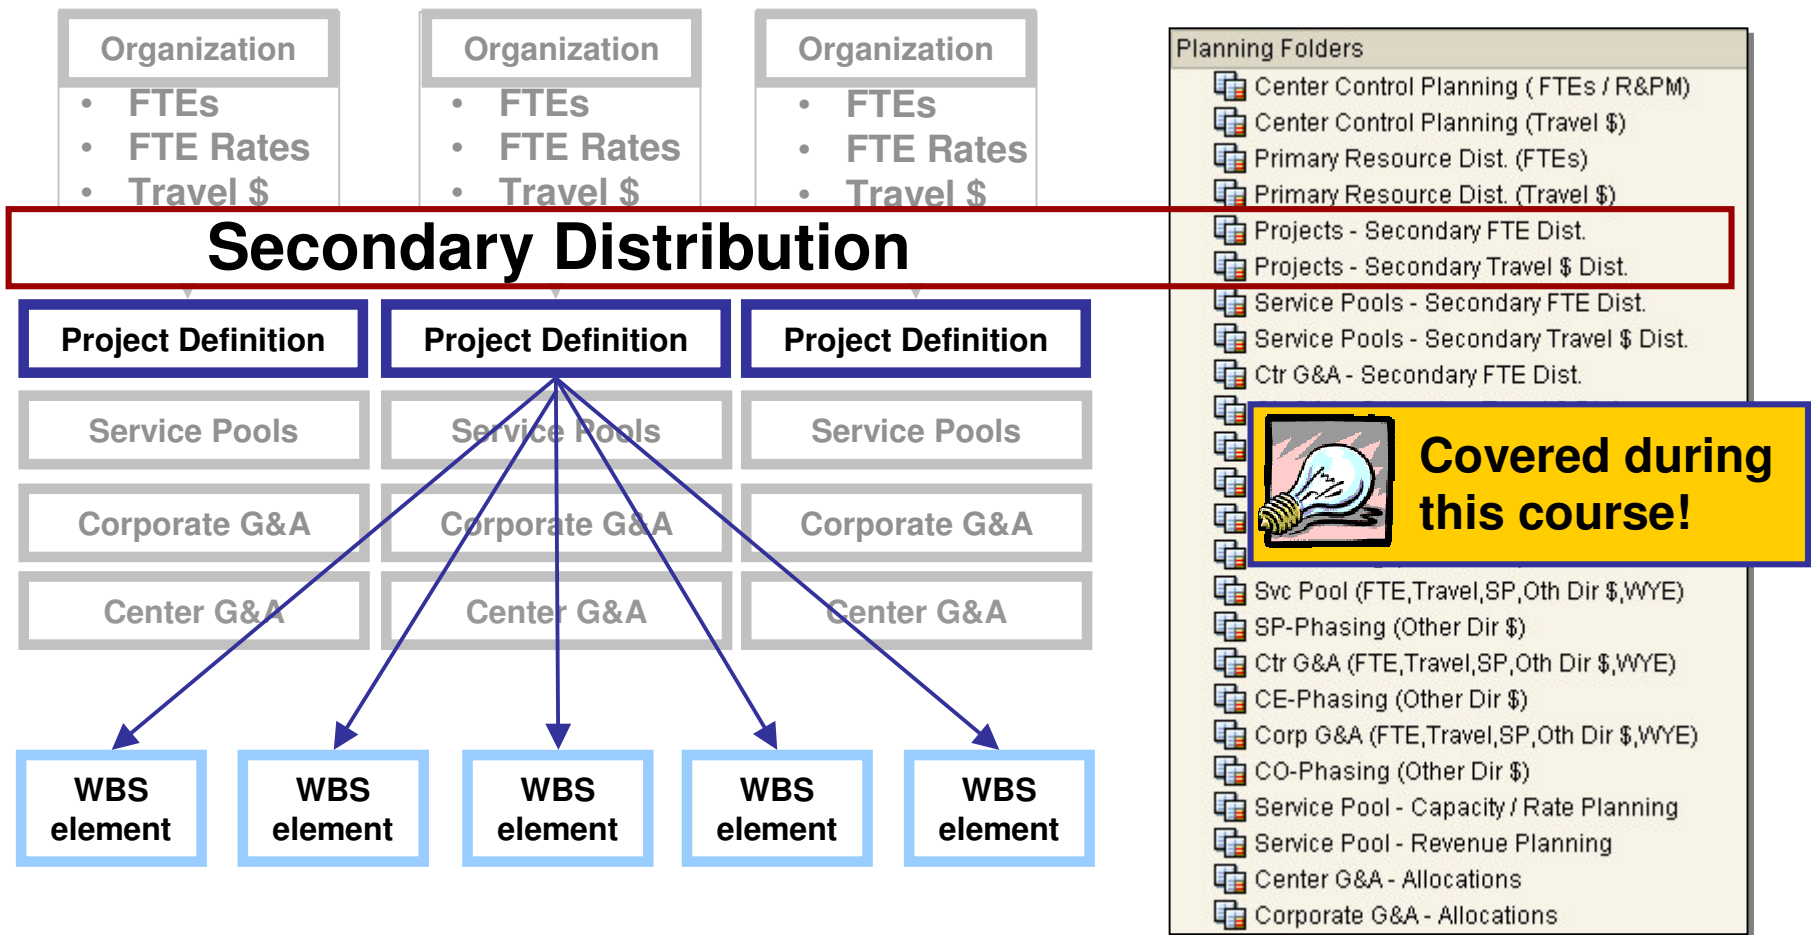 Organization
• FTEs
• FTE Rates
• Travel $
Organization
• FTEs
• FTE Rates
• Travel $
Organization
• FTEs
• FTE Rates
• Travel $
Secondary Distribution
Project Definition
Project Definition
Project Definition
Service Pools
Service Pools
Service Pools
Corporate G&A
Corporate G&A
Corporate G&A
Center G&A
Center G&A
Center G&A
WBS
element
WBS
element
WBS
element
WBS
element
WBS
element
Planning Folders
Center Control Planning ( FTEs / R&PM)
Center Control Planning (Travel $)
Primary Resource Dist. (FTEs)
Primary Resource Dist. (Travel $)
Projects - Secondary FTE Dist.
Projects - Secondary Travel $ Dist.
Service Pools - Secondary FTE Dist.
Service Pools - Secondary Travel $ Dist.
Ctr G&A - Secondary FTE Dist.
Covered during
this course!
Svc Pool (FTE,Travel,SP,Oth Dir $,WYE)
SP-Phasing (Other Dir $)
Ctr G&A (FTE,Travel,SP,Oth Dir $,WYE)
CE-Phasing (Other Dir $)
Corp G&A (FTE,Travel,SP,Oth Dir $,WYE)
CO-Phasing (Other Dir $)
Service Pool - Capacity / Rate Planning
Service Pool - Revenue Planning
Center G&A - Allocations
Corporate G&A - Allocations